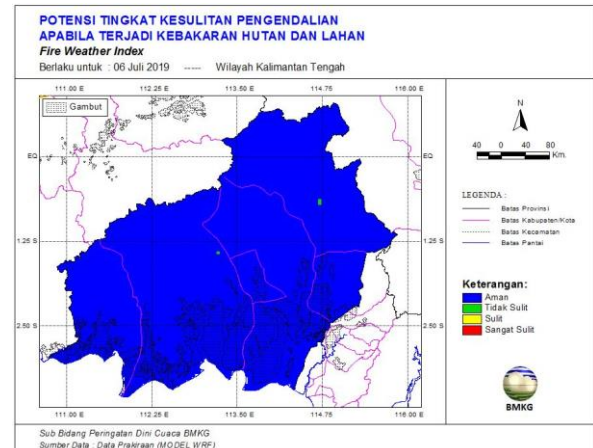 POTENSI TINGKAT KESULITAN PENGENDALIAN
APABILA TERJADI KEBAKARAN HUTAN DAN LAHAN
Fire Weather Index
Berlaku untuk : 06 Juli 2019 ----- Wilayah Kalimantan Tengah
111.00 E 112.25 E 113.50 E 114.75 116.00 E
Gambut
N
EQ EQ
40 0 40 80 Km.
LEGENDA :
Batas Provinsi
Batas Kabupaten/Kota
Batas Kecamatan
Batas Pantai
1.25 S 1.25 S
Keterangan:
Aman
Tidak Sulit
Sulit
Sangat Sulit
2.50 S 2.50 S
BMKG
111.00 E 112.25 E 113.50 E 114.75 116.00 E
Sub Bidang Peringatan Dini Cuaca BMKG
Sumber Data : Data Prakiraan (MODEL WRF)